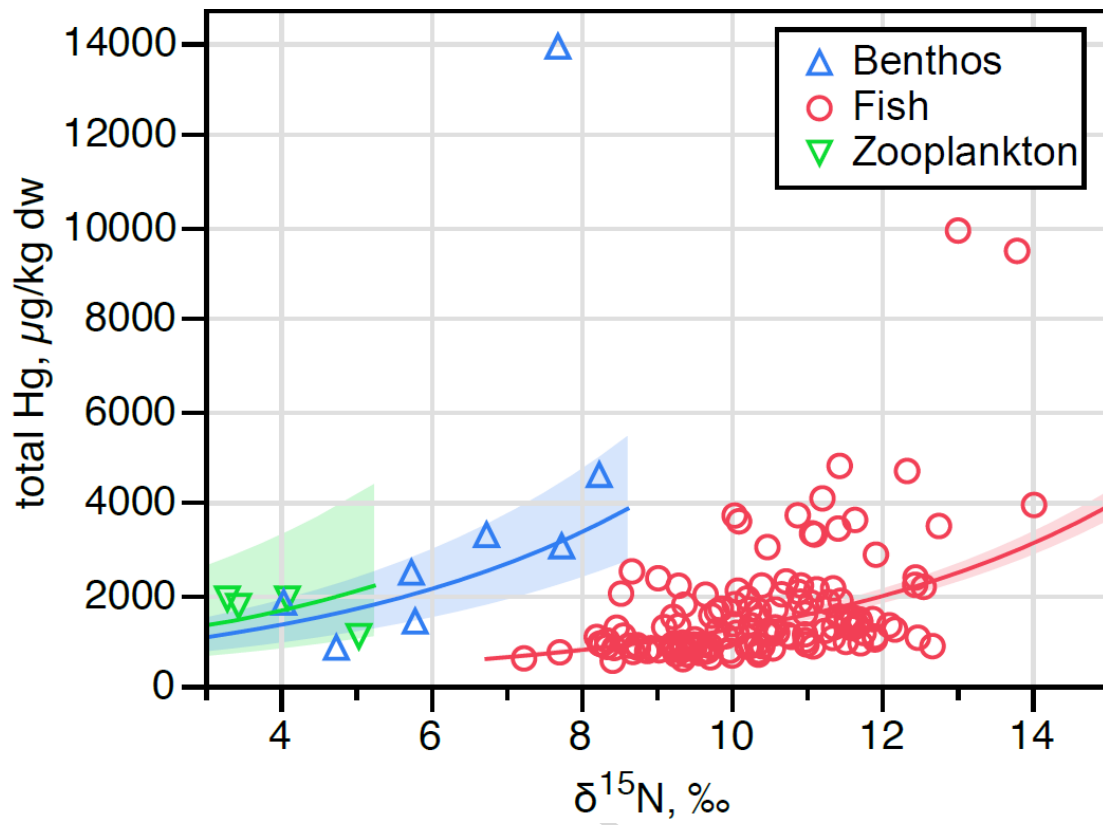 14000
12000
10000
8000
6000
4000
2000
0
total Hg, µg/kg dw
Benthos
Fish
Zooplankton
4 6 8 10 12 14
δ¹⁵N, ‰